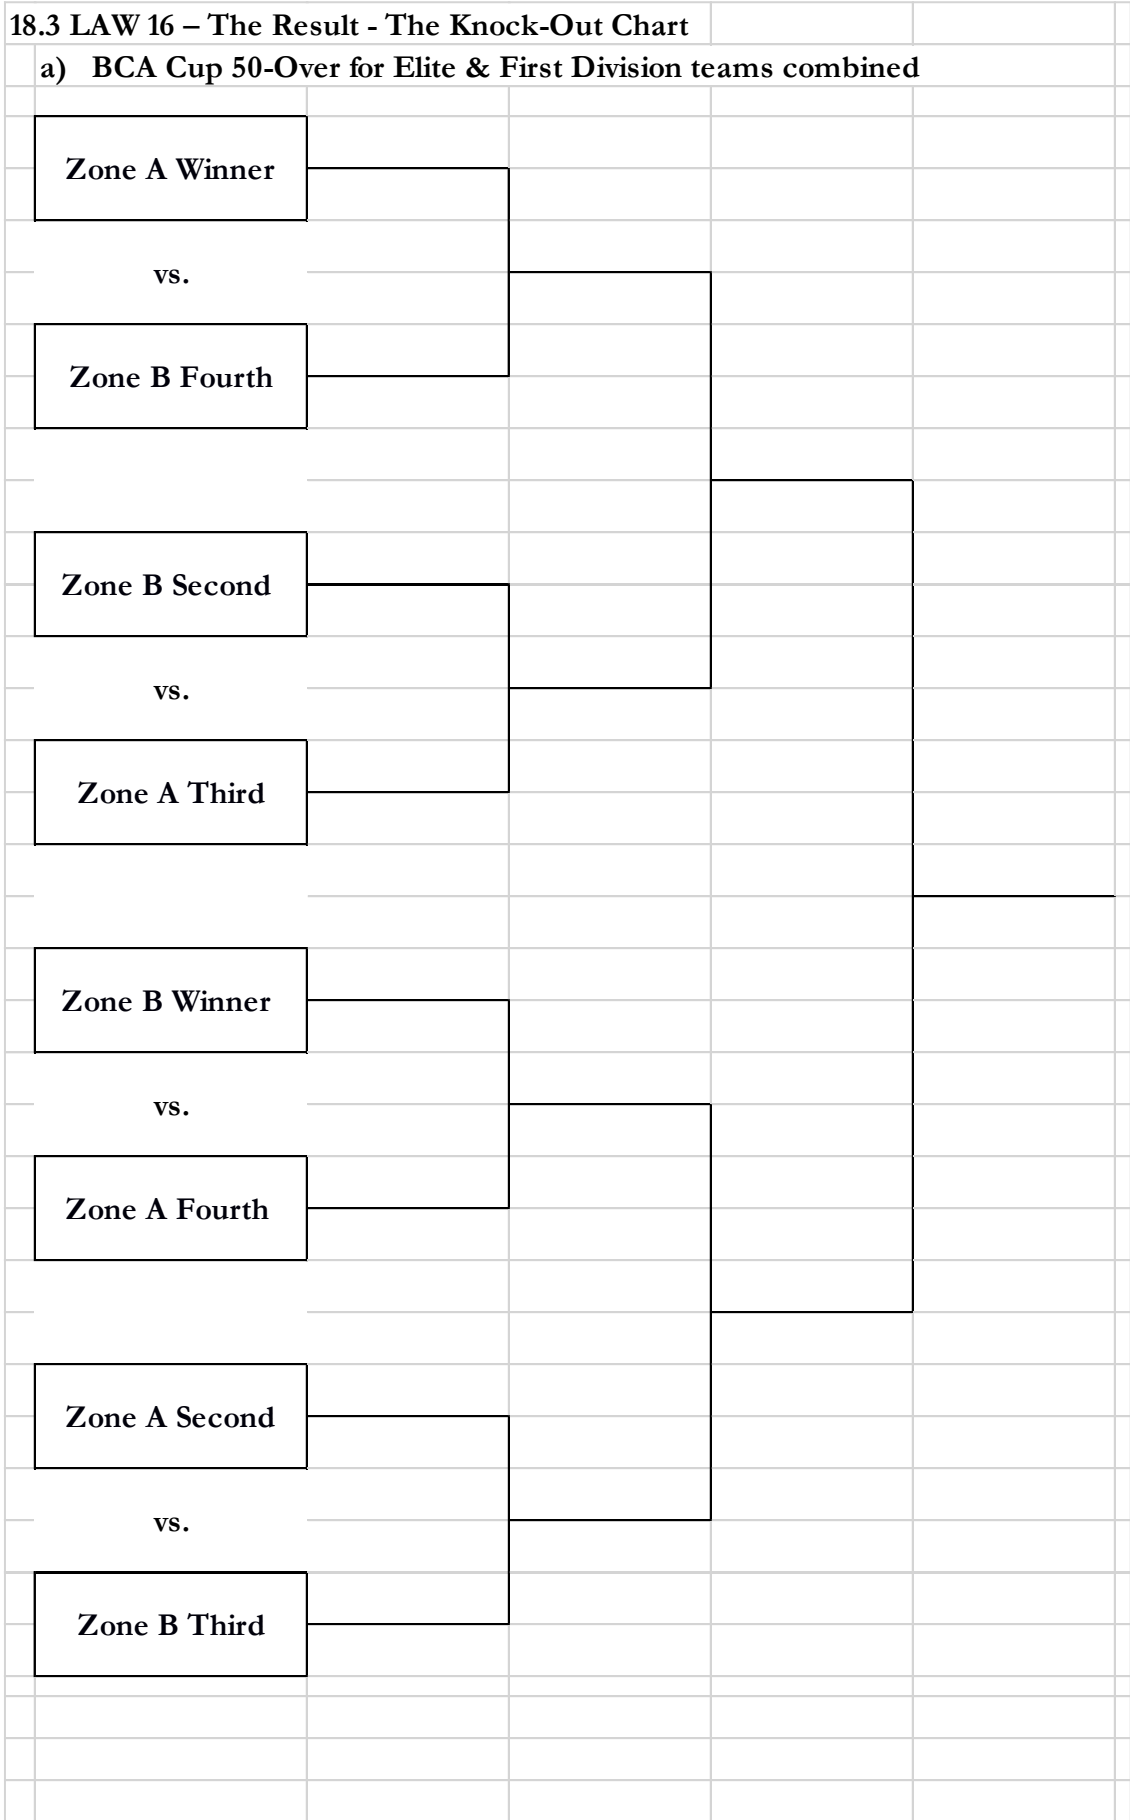 18.3 LAW 16 – The Result - The Knock-Out Chart
a) BCA Cup 50-Over for Elite & First Division teams combined
Zone A Winner
vs.
Zone B Fourth
Zone B Second
vs.
Zone A Third
Zone B Winner
vs.
Zone A Fourth
Zone A Second
vs.
Zone B Third